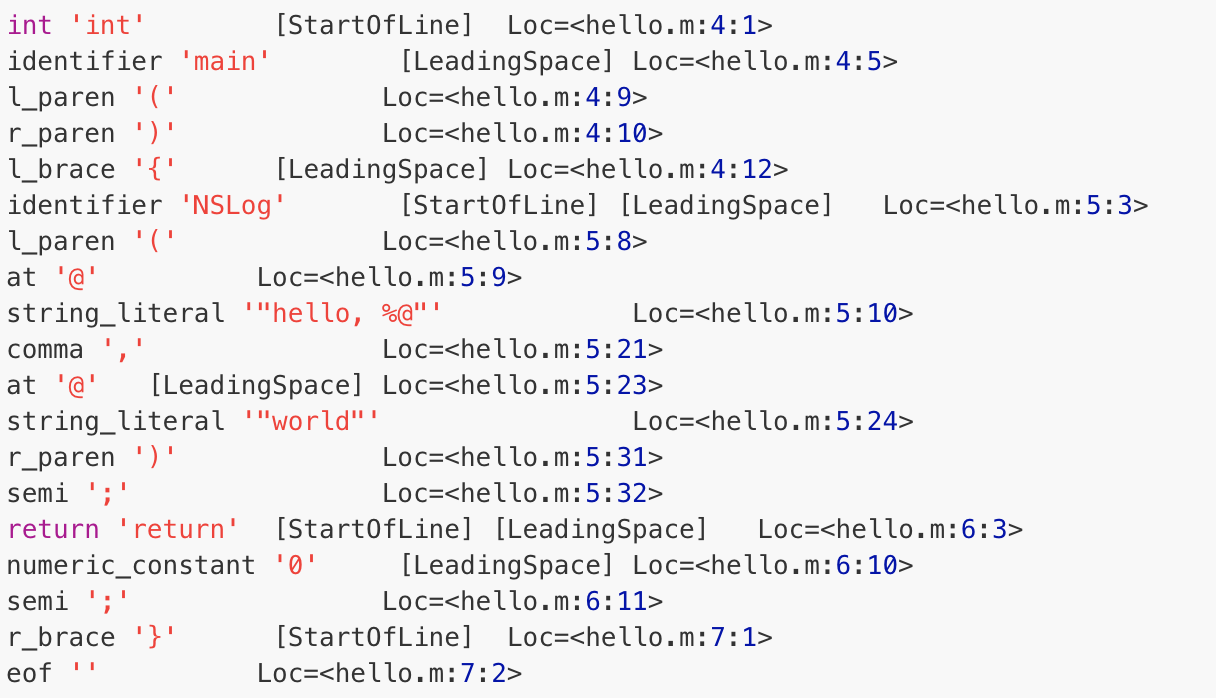 int 'int'        [StartOfLine]  Loc=<hello.m:4:1>
identifier 'main'        [LeadingSpace] Loc=<hello.m:4:5>
l_paren '('             Loc=<hello.m:4:9>
r_paren ')'             Loc=<hello.m:4:10>
l_brace '{'      [LeadingSpace] Loc=<hello.m:4:12>
identifier 'NSLog'       [StartOfLine] [LeadingSpace]   Loc=<hello.m:5:3>
l_paren '('             Loc=<hello.m:5:8>
at '@'          Loc=<hello.m:5:9>
string_literal '"hello, %@"'            Loc=<hello.m:5:10>
comma ','               Loc=<hello.m:5:21>
at '@'   [LeadingSpace] Loc=<hello.m:5:23>
string_literal '"world"'                Loc=<hello.m:5:24>
r_paren ')'             Loc=<hello.m:5:31>
semi ';'                Loc=<hello.m:5:32>
return 'return'  [StartOfLine] [LeadingSpace]   Loc=<hello.m:6:3>
numeric_constant '0'     [LeadingSpace] Loc=<hello.m:6:10>
semi ';'                Loc=<hello.m:6:11>
r_brace '}'      [StartOfLine]  Loc=<hello.m:7:1>
eof ''          Loc=<hello.m:7:2>